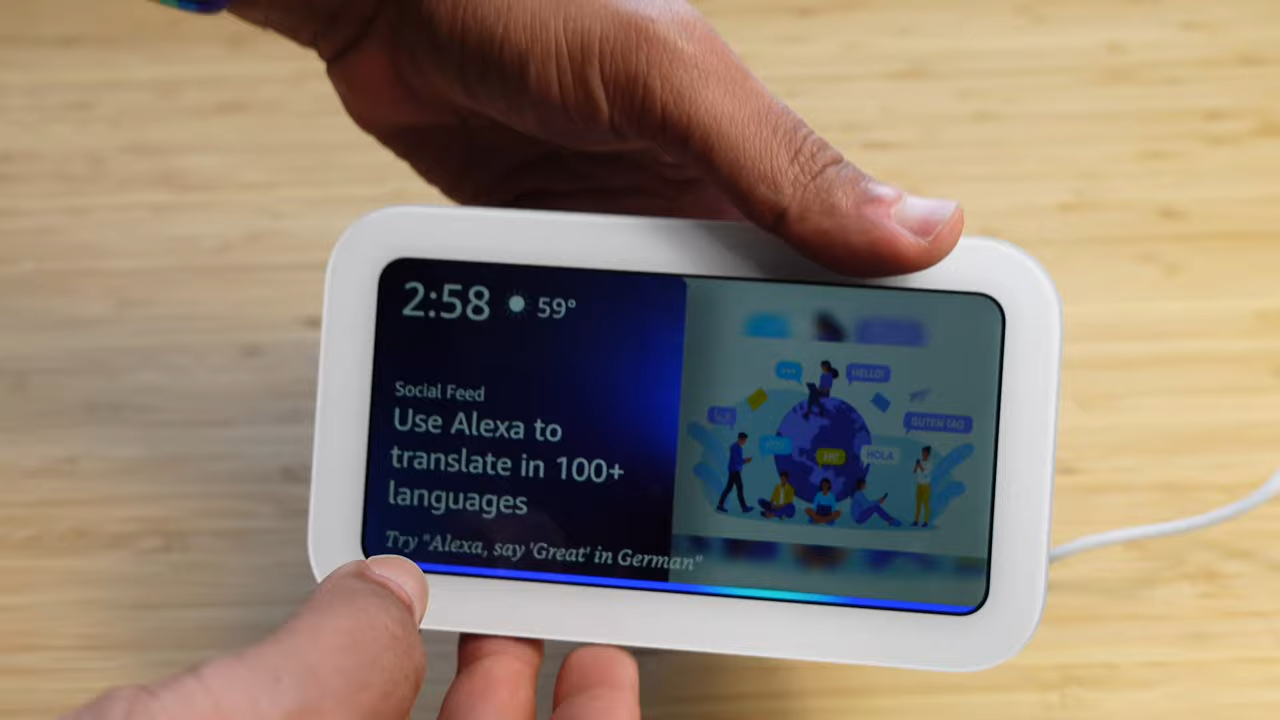 2:58 59°
Social Feed
Use Alexa to
translate in 100+
languages
Try "Alexa, say 'Great' in German"
HELLO!
GUTEN TAG
HI!
HOLA